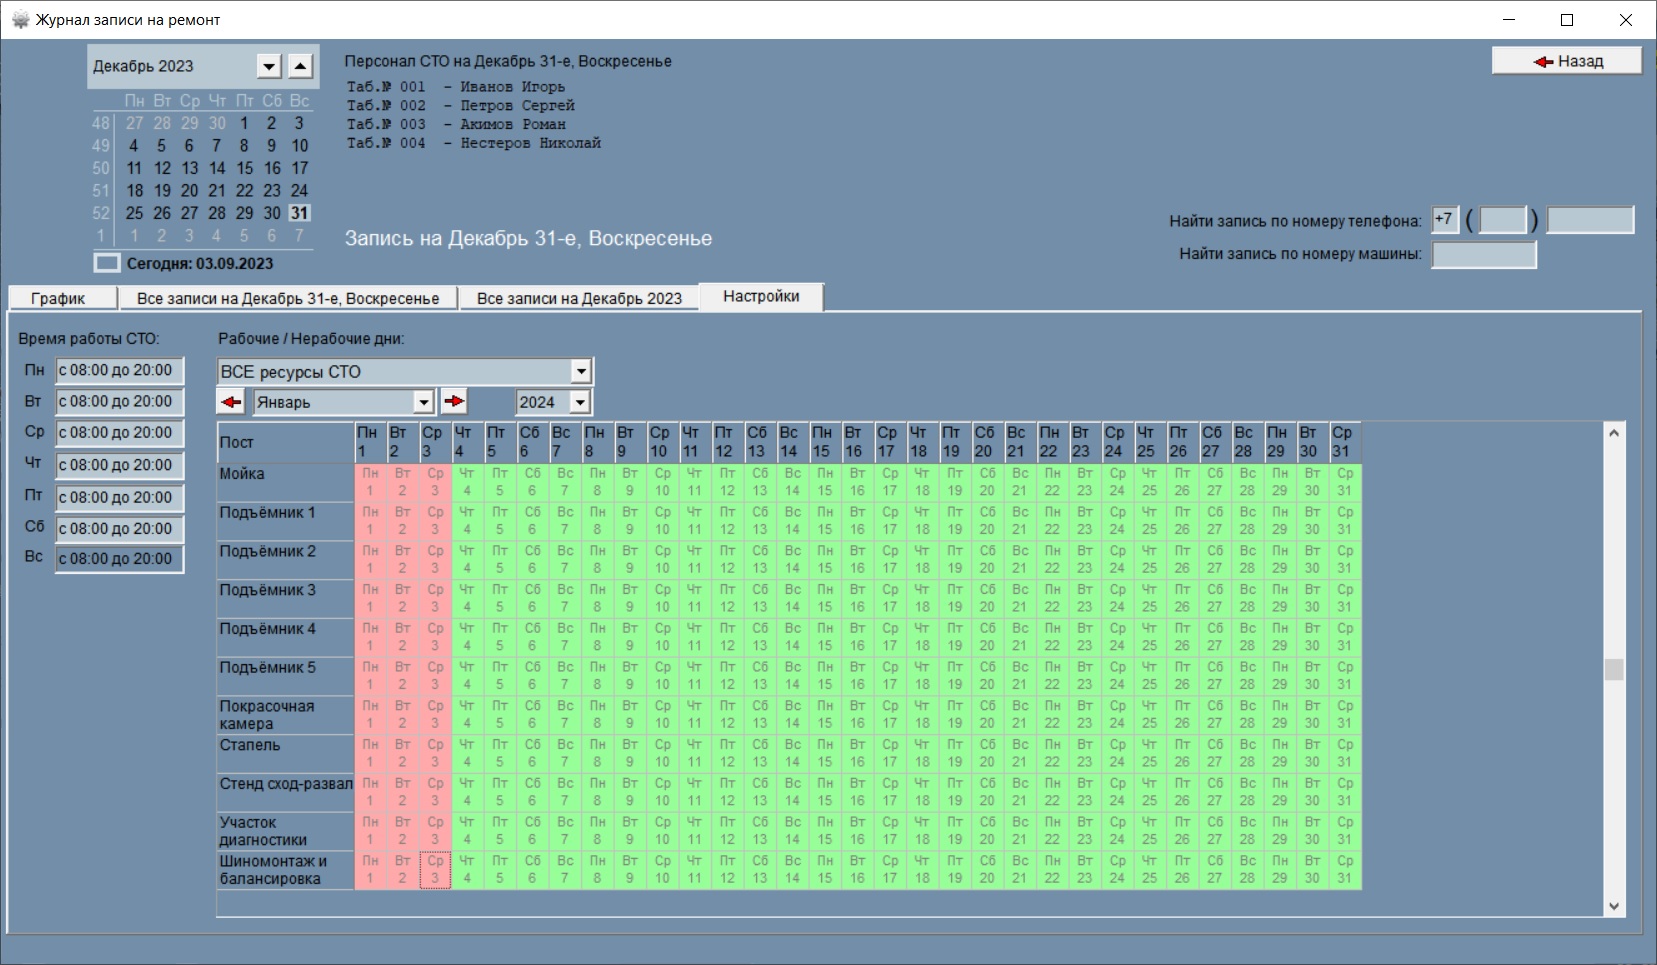 Журнал записи на ремонт
Декабрь 2023
Пн Вт Ср Чт Пт Сб Вс
48 27 28 29 30 1 2 3
49 4 5 6 7 8 9 10
50 11 12 13 14 15 16 17
51 18 19 20 21 22 23 24
52 25 26 27 28 29 30 31
1 1 2 3 4 5 6 7
Сегодня: 03.09.2023
Персонал СТО на Декабрь 31-е, Воскресенье
Таб.№ 001 – Иванов Игорь
Таб.№ 002 – Петров Сергей
Таб.№ 003 – Акимов Роман
Таб.№ 004 – Нестеров Николай
Запись на Декабрь 31-е, Воскресенье
Назад
Найти запись по номеру телефона: +7 ( )
Найти запись по номеру машины:
График Все записи на Декабрь 31-е, Воскресенье Все записи на Декабрь 2023 Настройки
Время работы СТО:
Пн с 08:00 до 20:00
Вт с 08:00 до 20:00
Ср с 08:00 до 20:00
Чт с 08:00 до 20:00
Пт с 08:00 до 20:00
Сб с 08:00 до 20:00
Вс с 08:00 до 20:00
Рабочие / Нерабочие дни:
ВСЕ ресурсы СТО
Январь 2024
Пост
Пн Вт Ср Чт Пт Сб Вс Пн Вт Ср Чт Пт Сб Вс Пн Вт Ср Чт Пт Сб Вс Пн Вт Ср Чт Пт Сб Вс Пн Вт Ср
1 2 3 4 5 6 7 8 9 10 11 12 13 14 15 16 17 18 19 20 21 22 23 24 25 26 27 28 29 30 31
Мойка
Пн Вт Ср Чт Пт Сб Вс Пн Вт Ср Чт Пт Сб Вс Пн Вт Ср Чт Пт Сб Вс Пн Вт Ср Чт Пт Сб Вс Пн Вт Ср
1 2 3 4 5 6 7 8 9 10 11 12 13 14 15 16 17 18 19 20 21 22 23 24 25 26 27 28 29 30 31
Подъёмник 1
Пн Вт Ср Чт Пт Сб Вс Пн Вт Ср Чт Пт Сб Вс Пн Вт Ср Чт Пт Сб Вс Пн Вт Ср Чт Пт Сб Вс Пн Вт Ср
1 2 3 4 5 6 7 8 9 10 11 12 13 14 15 16 17 18 19 20 21 22 23 24 25 26 27 28 29 30 31
Подъёмник 2
Пн Вт Ср Чт Пт Сб Вс Пн Вт Ср Чт Пт Сб Вс Пн Вт Ср Чт Пт Сб Вс Пн Вт Ср Чт Пт Сб Вс Пн Вт Ср
1 2 3 4 5 6 7 8 9 10 11 12 13 14 15 16 17 18 19 20 21 22 23 24 25 26 27 28 29 30 31
Подъёмник 3
Пн Вт Ср Чт Пт Сб Вс Пн Вт Ср Чт Пт Сб Вс Пн Вт Ср Чт Пт Сб Вс Пн Вт Ср Чт Пт Сб Вс Пн Вт Ср
1 2 3 4 5 6 7 8 9 10 11 12 13 14 15 16 17 18 19 20 21 22 23 24 25 26 27 28 29 30 31
Подъёмник 4
Пн Вт Ср Чт Пт Сб Вс Пн Вт Ср Чт Пт Сб Вс Пн Вт Ср Чт Пт Сб Вс Пн Вт Ср Чт Пт Сб Вс Пн Вт Ср
1 2 3 4 5 6 7 8 9 10 11 12 13 14 15 16 17 18 19 20 21 22 23 24 25 26 27 28 29 30 31
Подъёмник 5
Пн Вт Ср Чт Пт Сб Вс Пн Вт Ср Чт Пт Сб Вс Пн Вт Ср Чт Пт Сб Вс Пн Вт Ср Чт Пт Сб Вс Пн Вт Ср
1 2 3 4 5 6 7 8 9 10 11 12 13 14 15 16 17 18 19 20 21 22 23 24 25 26 27 28 29 30 31
Покрасочная
камера
Пн Вт Ср Чт Пт Сб Вс Пн Вт Ср Чт Пт Сб Вс Пн Вт Ср Чт Пт Сб Вс Пн Вт Ср Чт Пт Сб Вс Пн Вт Ср
1 2 3 4 5 6 7 8 9 10 11 12 13 14 15 16 17 18 19 20 21 22 23 24 25 26 27 28 29 30 31
Стапель
Пн Вт Ср Чт Пт Сб Вс Пн Вт Ср Чт Пт Сб Вс Пн Вт Ср Чт Пт Сб Вс Пн Вт Ср Чт Пт Сб Вс Пн Вт Ср
1 2 3 4 5 6 7 8 9 10 11 12 13 14 15 16 17 18 19 20 21 22 23 24 25 26 27 28 29 30 31
Стенд сход-развал
Пн Вт Ср Чт Пт Сб Вс Пн Вт Ср Чт Пт Сб Вс Пн Вт Ср Чт Пт Сб Вс Пн Вт Ср Чт Пт Сб Вс Пн Вт Ср
1 2 3 4 5 6 7 8 9 10 11 12 13 14 15 16 17 18 19 20 21 22 23 24 25 26 27 28 29 30 31
Участок
диагностики
Пн Вт Ср Чт Пт Сб Вс Пн Вт Ср Чт Пт Сб Вс Пн Вт Ср Чт Пт Сб Вс Пн Вт Ср Чт Пт Сб Вс Пн Вт Ср
1 2 3 4 5 6 7 8 9 10 11 12 13 14 15 16 17 18 19 20 21 22 23 24 25 26 27 28 29 30 31
Шиномонтаж и
балансировка
Пн Вт Ср Чт Пт Сб Вс Пн Вт Ср Чт Пт Сб Вс Пн Вт Ср Чт Пт Сб Вс Пн Вт Ср Чт Пт Сб Вс Пн Вт Ср
1 2 3 4 5 6 7 8 9 10 11 12 13 14 15 16 17 18 19 20 21 22 23 24 25 26 27 28 29 30 31